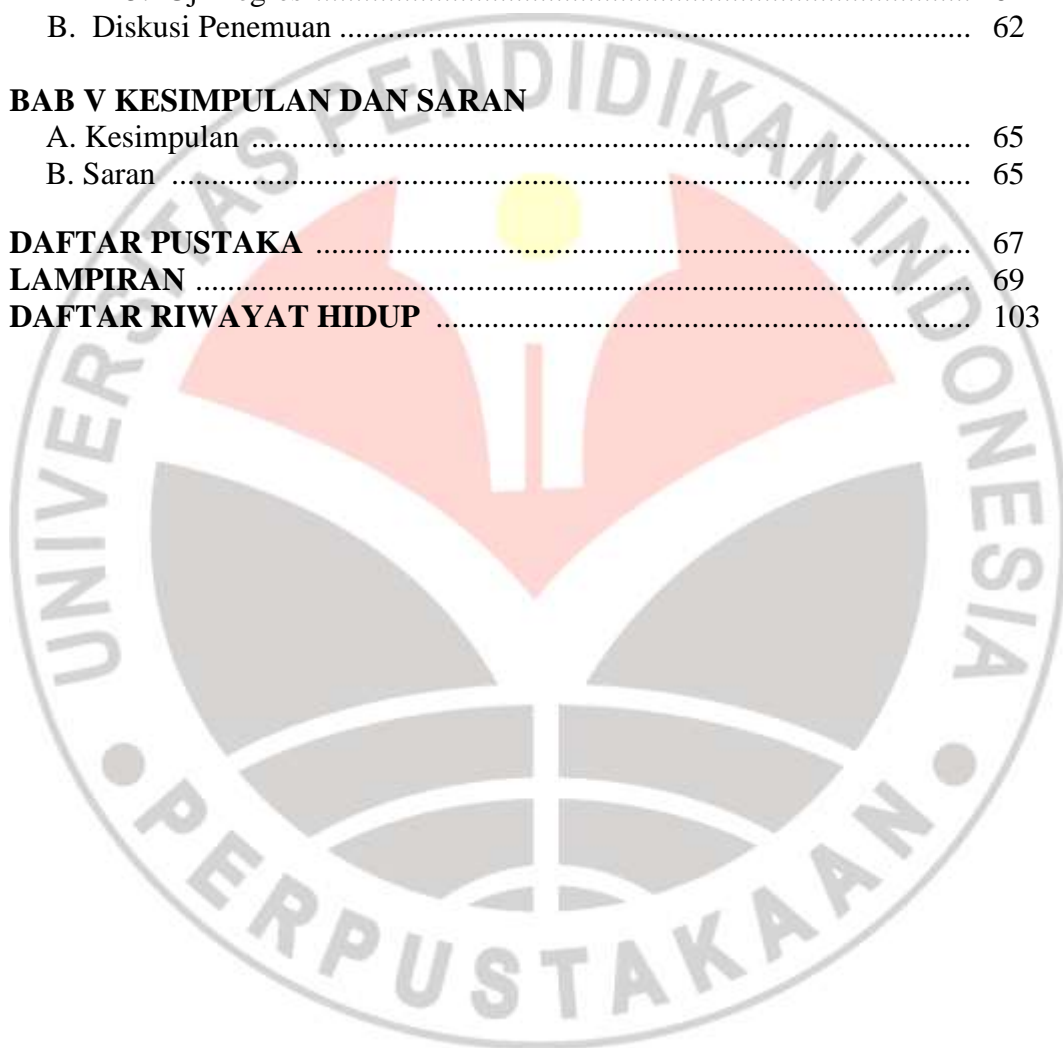 B. Diskusi Penemuan ........................................................................... 62
BAB V KESIMPULAN DAN SARAN
A. Kesimpulan ...................................................................................... 65
B. Saran ............................................................................................... 65
DAFTAR PUSTAKA .............................................................................. 67
LAMPIRAN ............................................................................................ 69
DAFTAR RIWAYAT HIDUP ................................................................ 103
UNIVERSITAS PENDIDIKAN INDONESIA
PERPUSTAKAAN